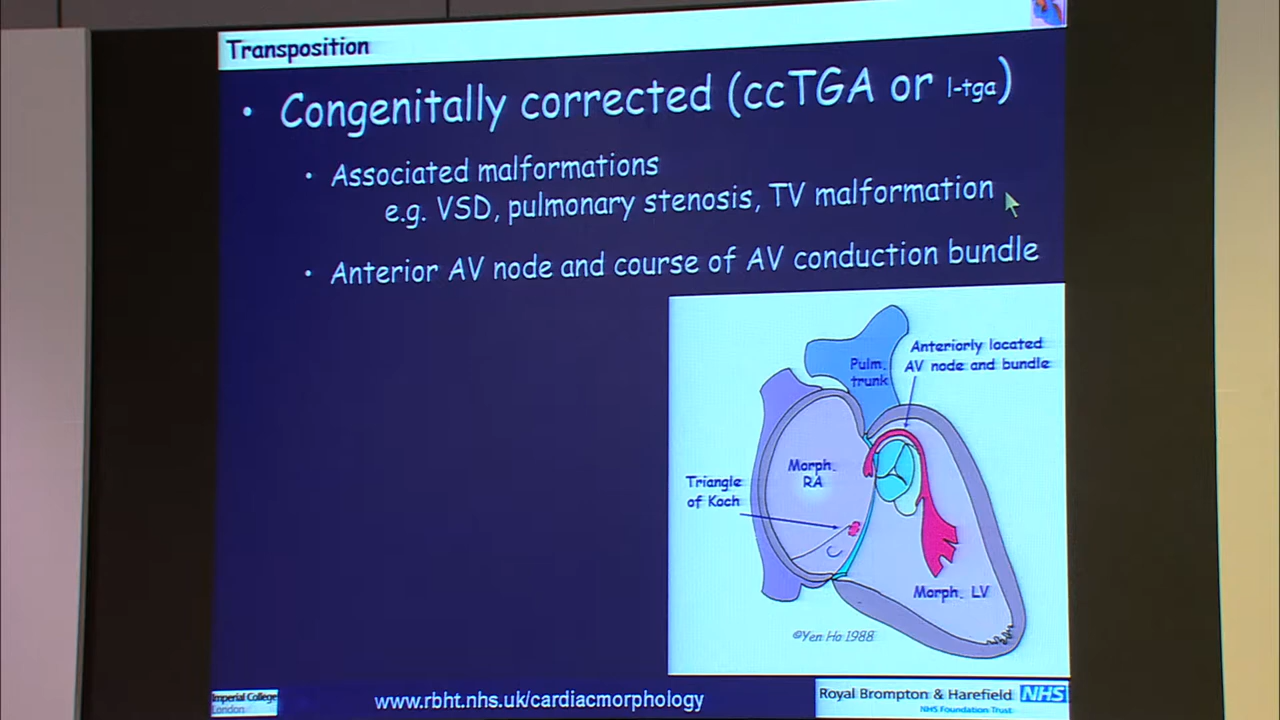 Transposition
• Congenitally corrected (ccTGA or l-tga)
• Associated malformations
e.g. VSD, pulmonary stenosis, TV malformation
• Anterior AV node and course of AV conduction bundle
Anteriorly located
AV node and bundle
Pulm.
trunk
Morph.
RA
Triangle
of Koch
Morph. LV
©Yen Ho 1988
Imperial College
London
www.rbht.nhs.uk/cardiacmorphology
Royal Brompton & Harefield NHS
NHS Foundation Trust